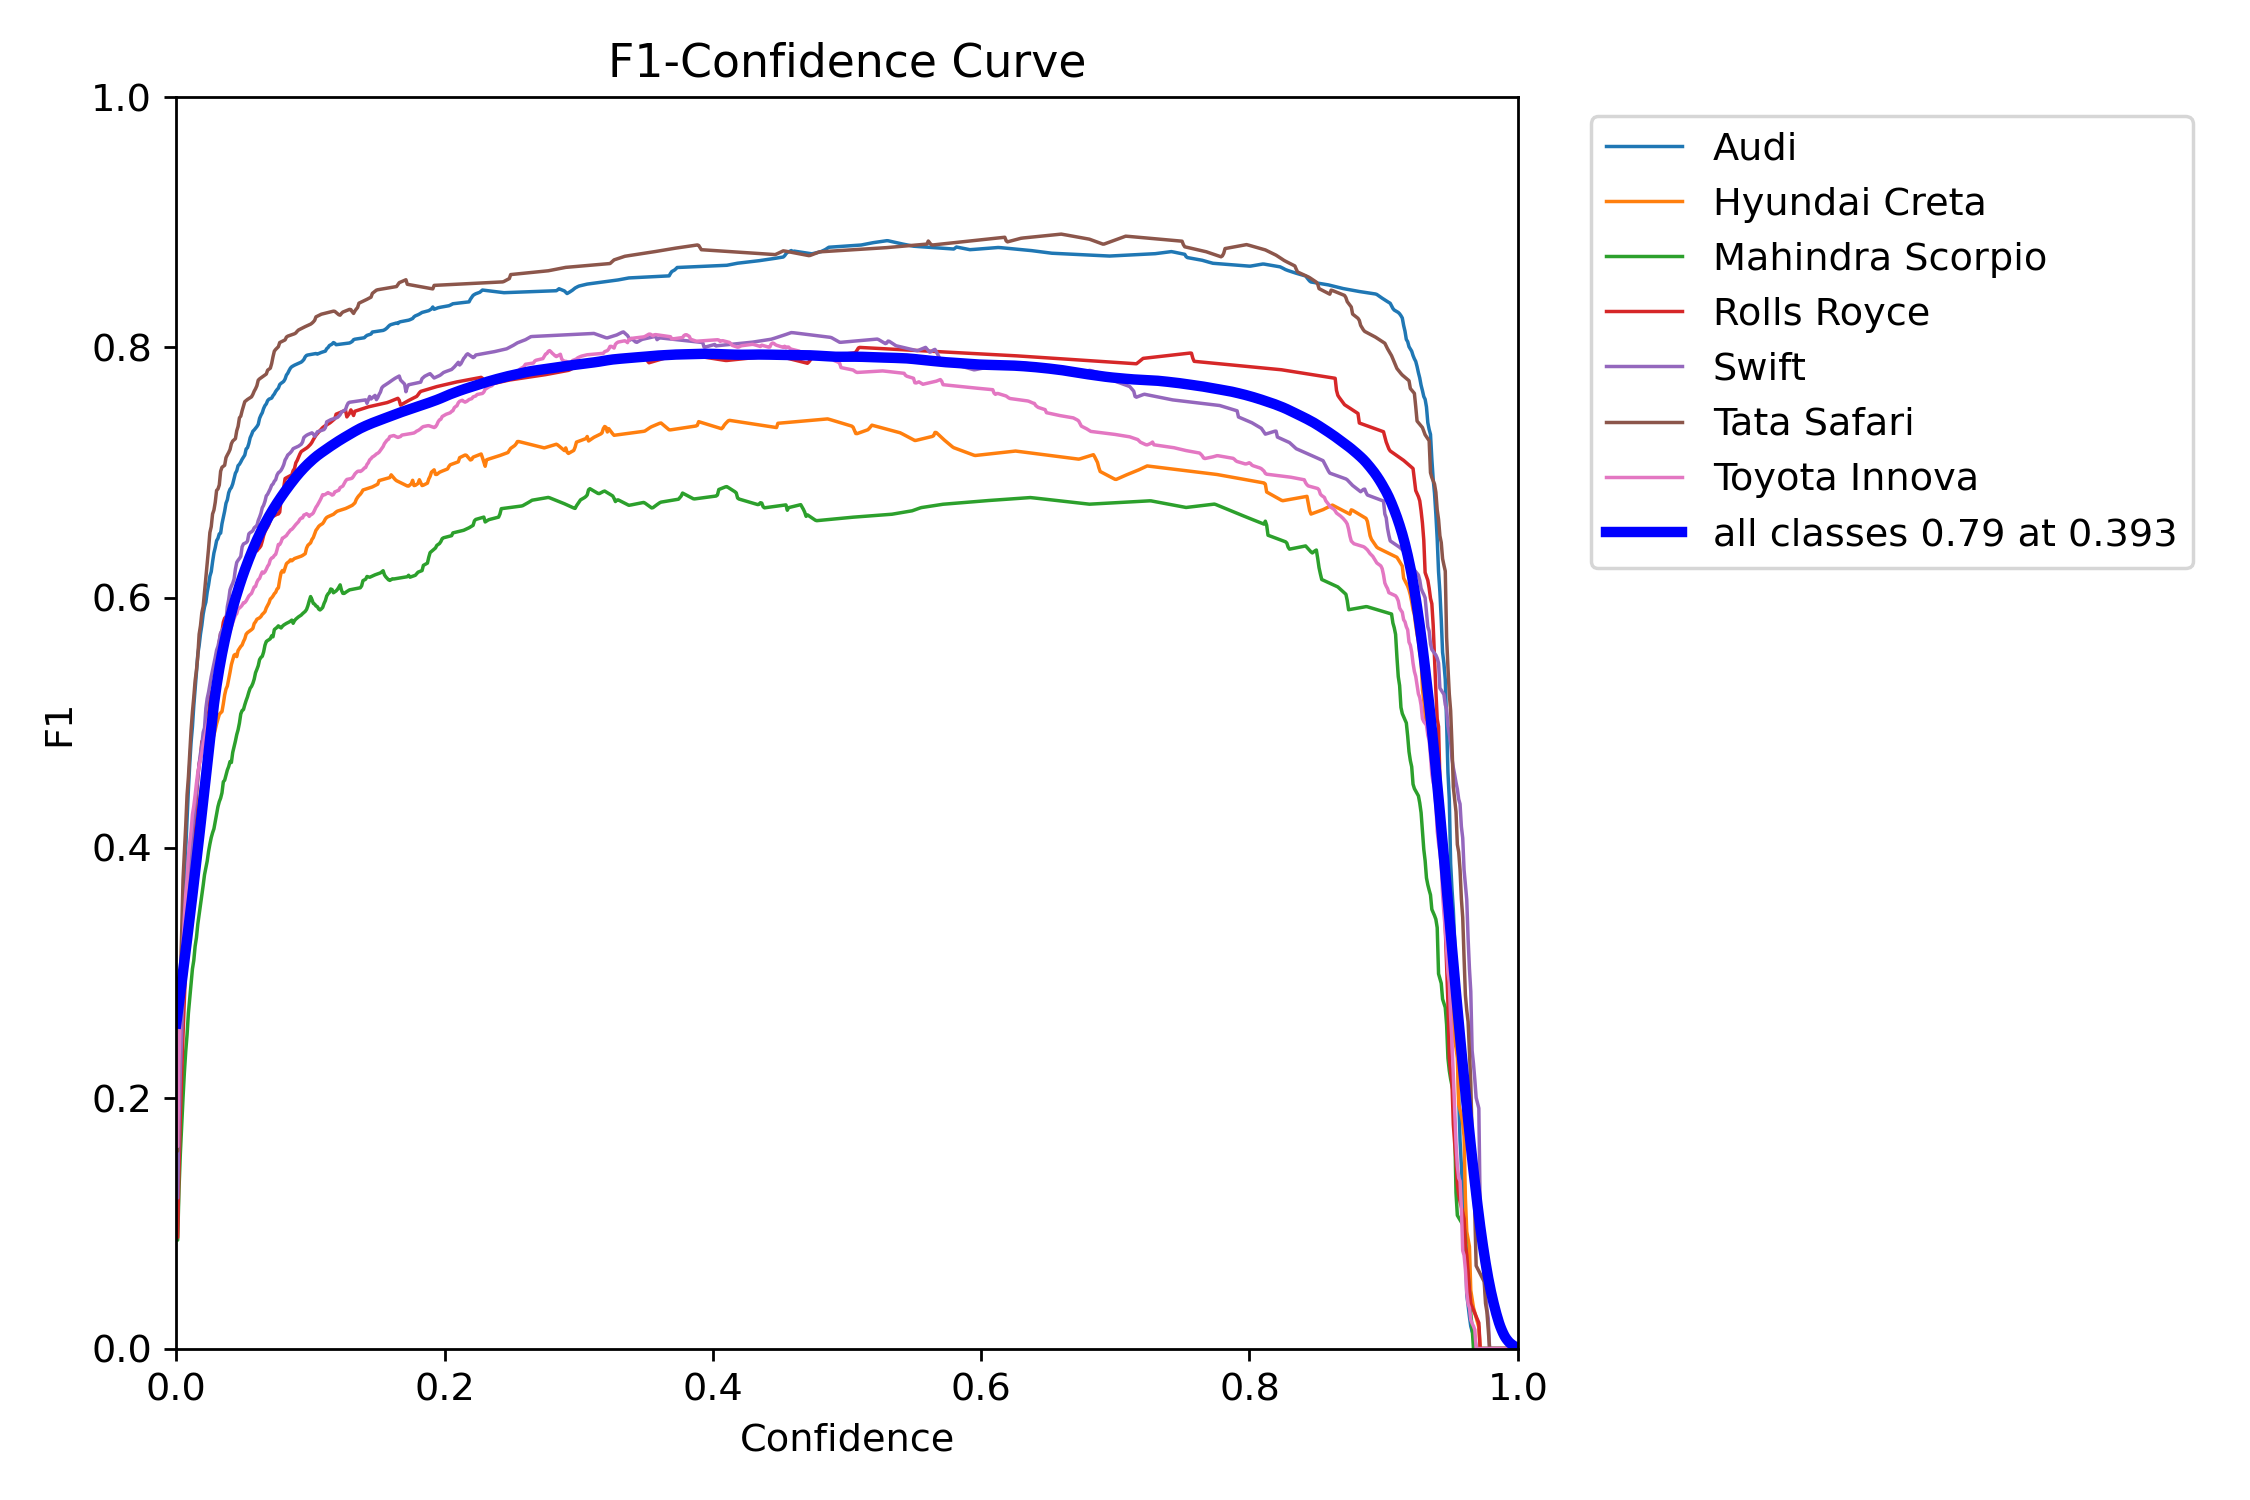 F1-Confidence Curve
1.0
0.8
0.6
0.4
0.2
0.0
F1
0.0 0.2 0.4 0.6 0.8 1.0
Confidence
Audi
Hyundai Creta
Mahindra Scorpio
Rolls Royce
Swift
Tata Safari
Toyota Innova
all classes 0.79 at 0.393